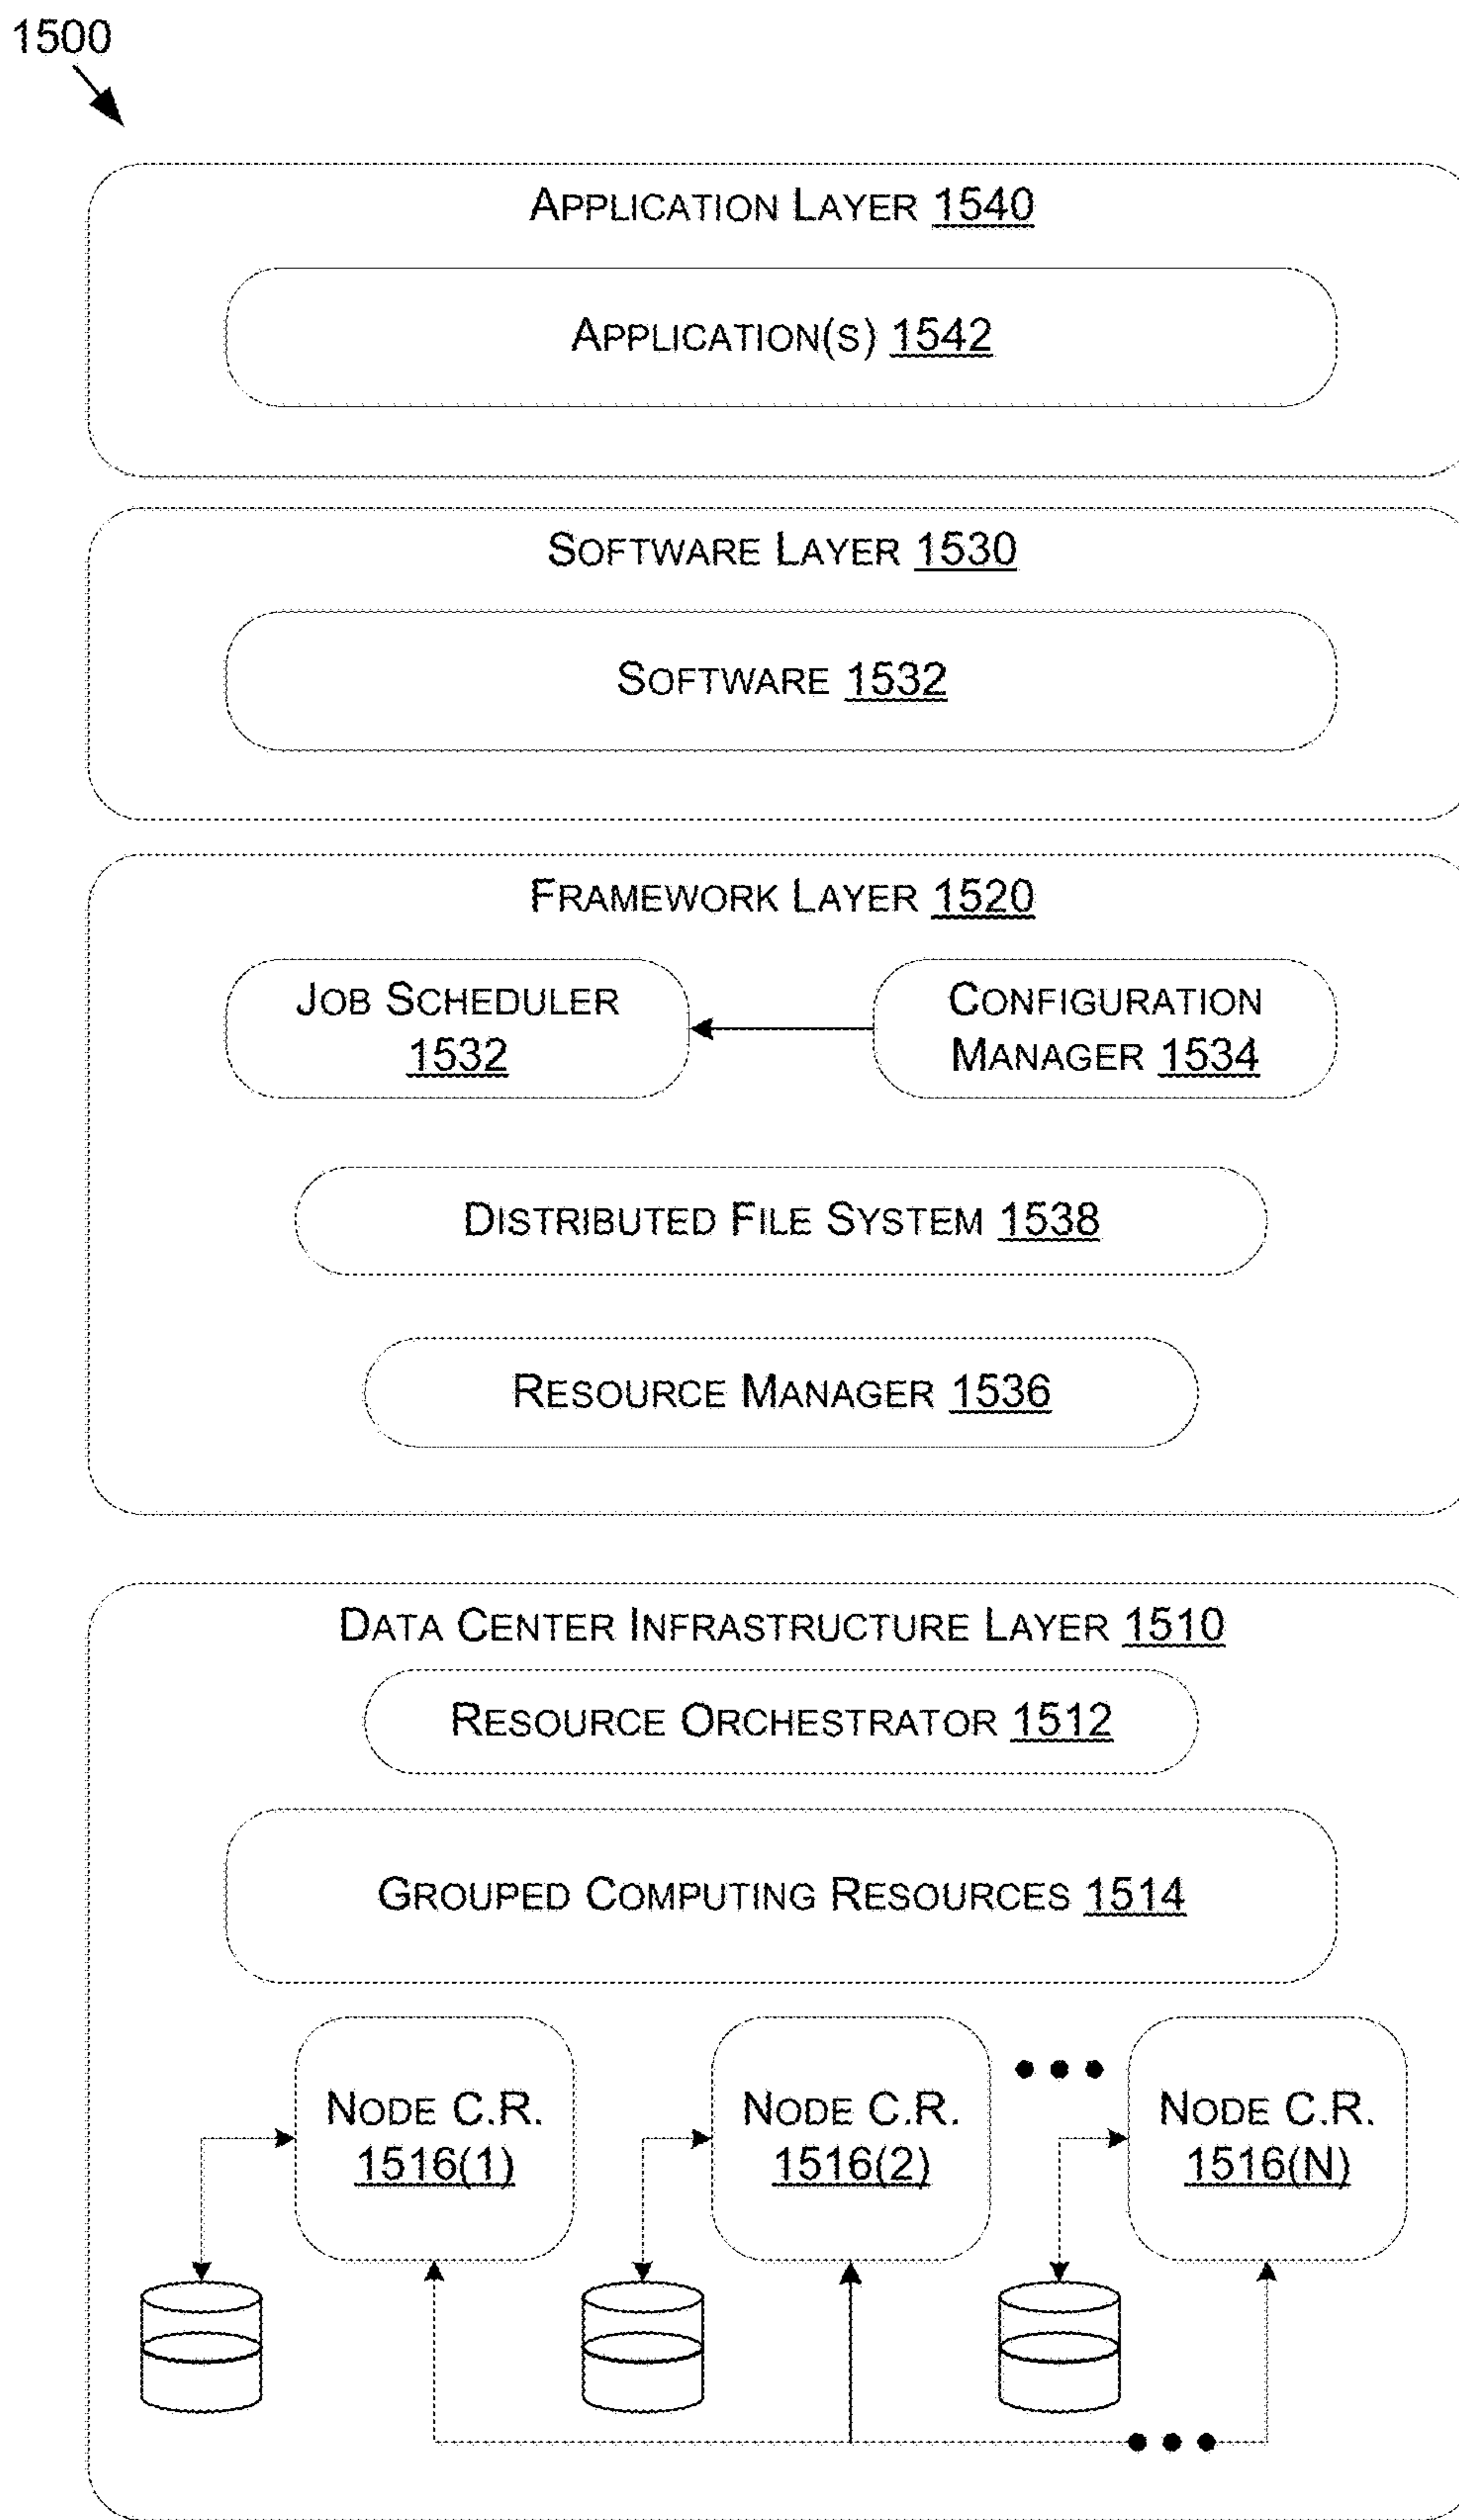 1500
APPLICATION LAYER 1540
APPLICATION(S) 1542
SOFTWARE LAYER 1530
SOFTWARE 1532
FRAMEWORK LAYER 1520
JOB SCHEDULER
1532
CONFIGURATION
MANAGER 1534
DISTRIBUTED FILE SYSTEM 1538
RESOURCE MANAGER 1536
DATA CENTER INFRASTRUCTURE LAYER 1510
RESOURCE ORCHESTRATOR 1512
GROUPED COMPUTING RESOURCES 1514
NODE C.R.
1516(1)
NODE C.R.
1516(2)
NODE C.R.
1516(N)